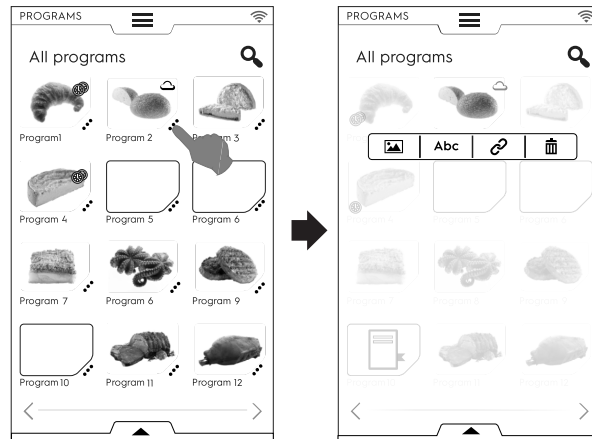 PROGRAMS
All programs
Program1
Program 2
Program 3
Program 4
Program 5
Program 6
Program 7
Program 6
Program 9
Program 10
Program 11
Program 12
PROGRAMS
All programs
Abc